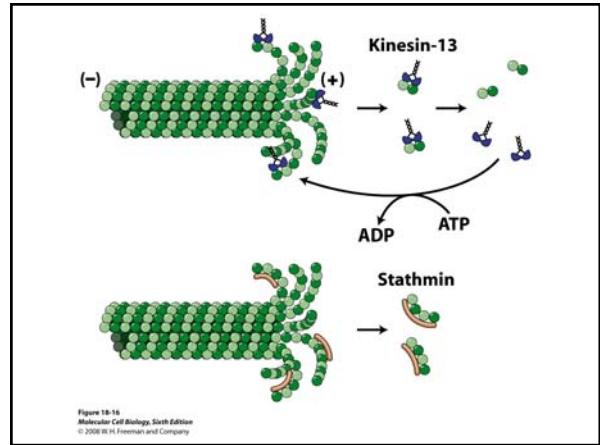 Kinesin-13
(–)
(+)
ADP
ATP
Stathmin
Figure 18-16
Molecular Cell Biology, Sixth Edition
© 2008 W. H. Freeman and Company